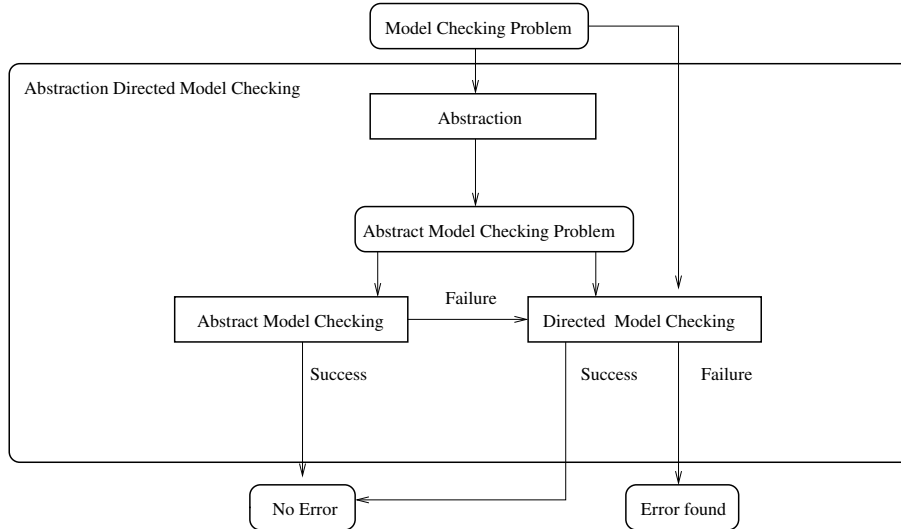 Model Checking Problem
Abstraction Directed Model Checking
Abstraction
Abstract Model Checking Problem
Failure
Abstract Model Checking
Directed Model Checking
Success
Success
Failure
No Error
Error found